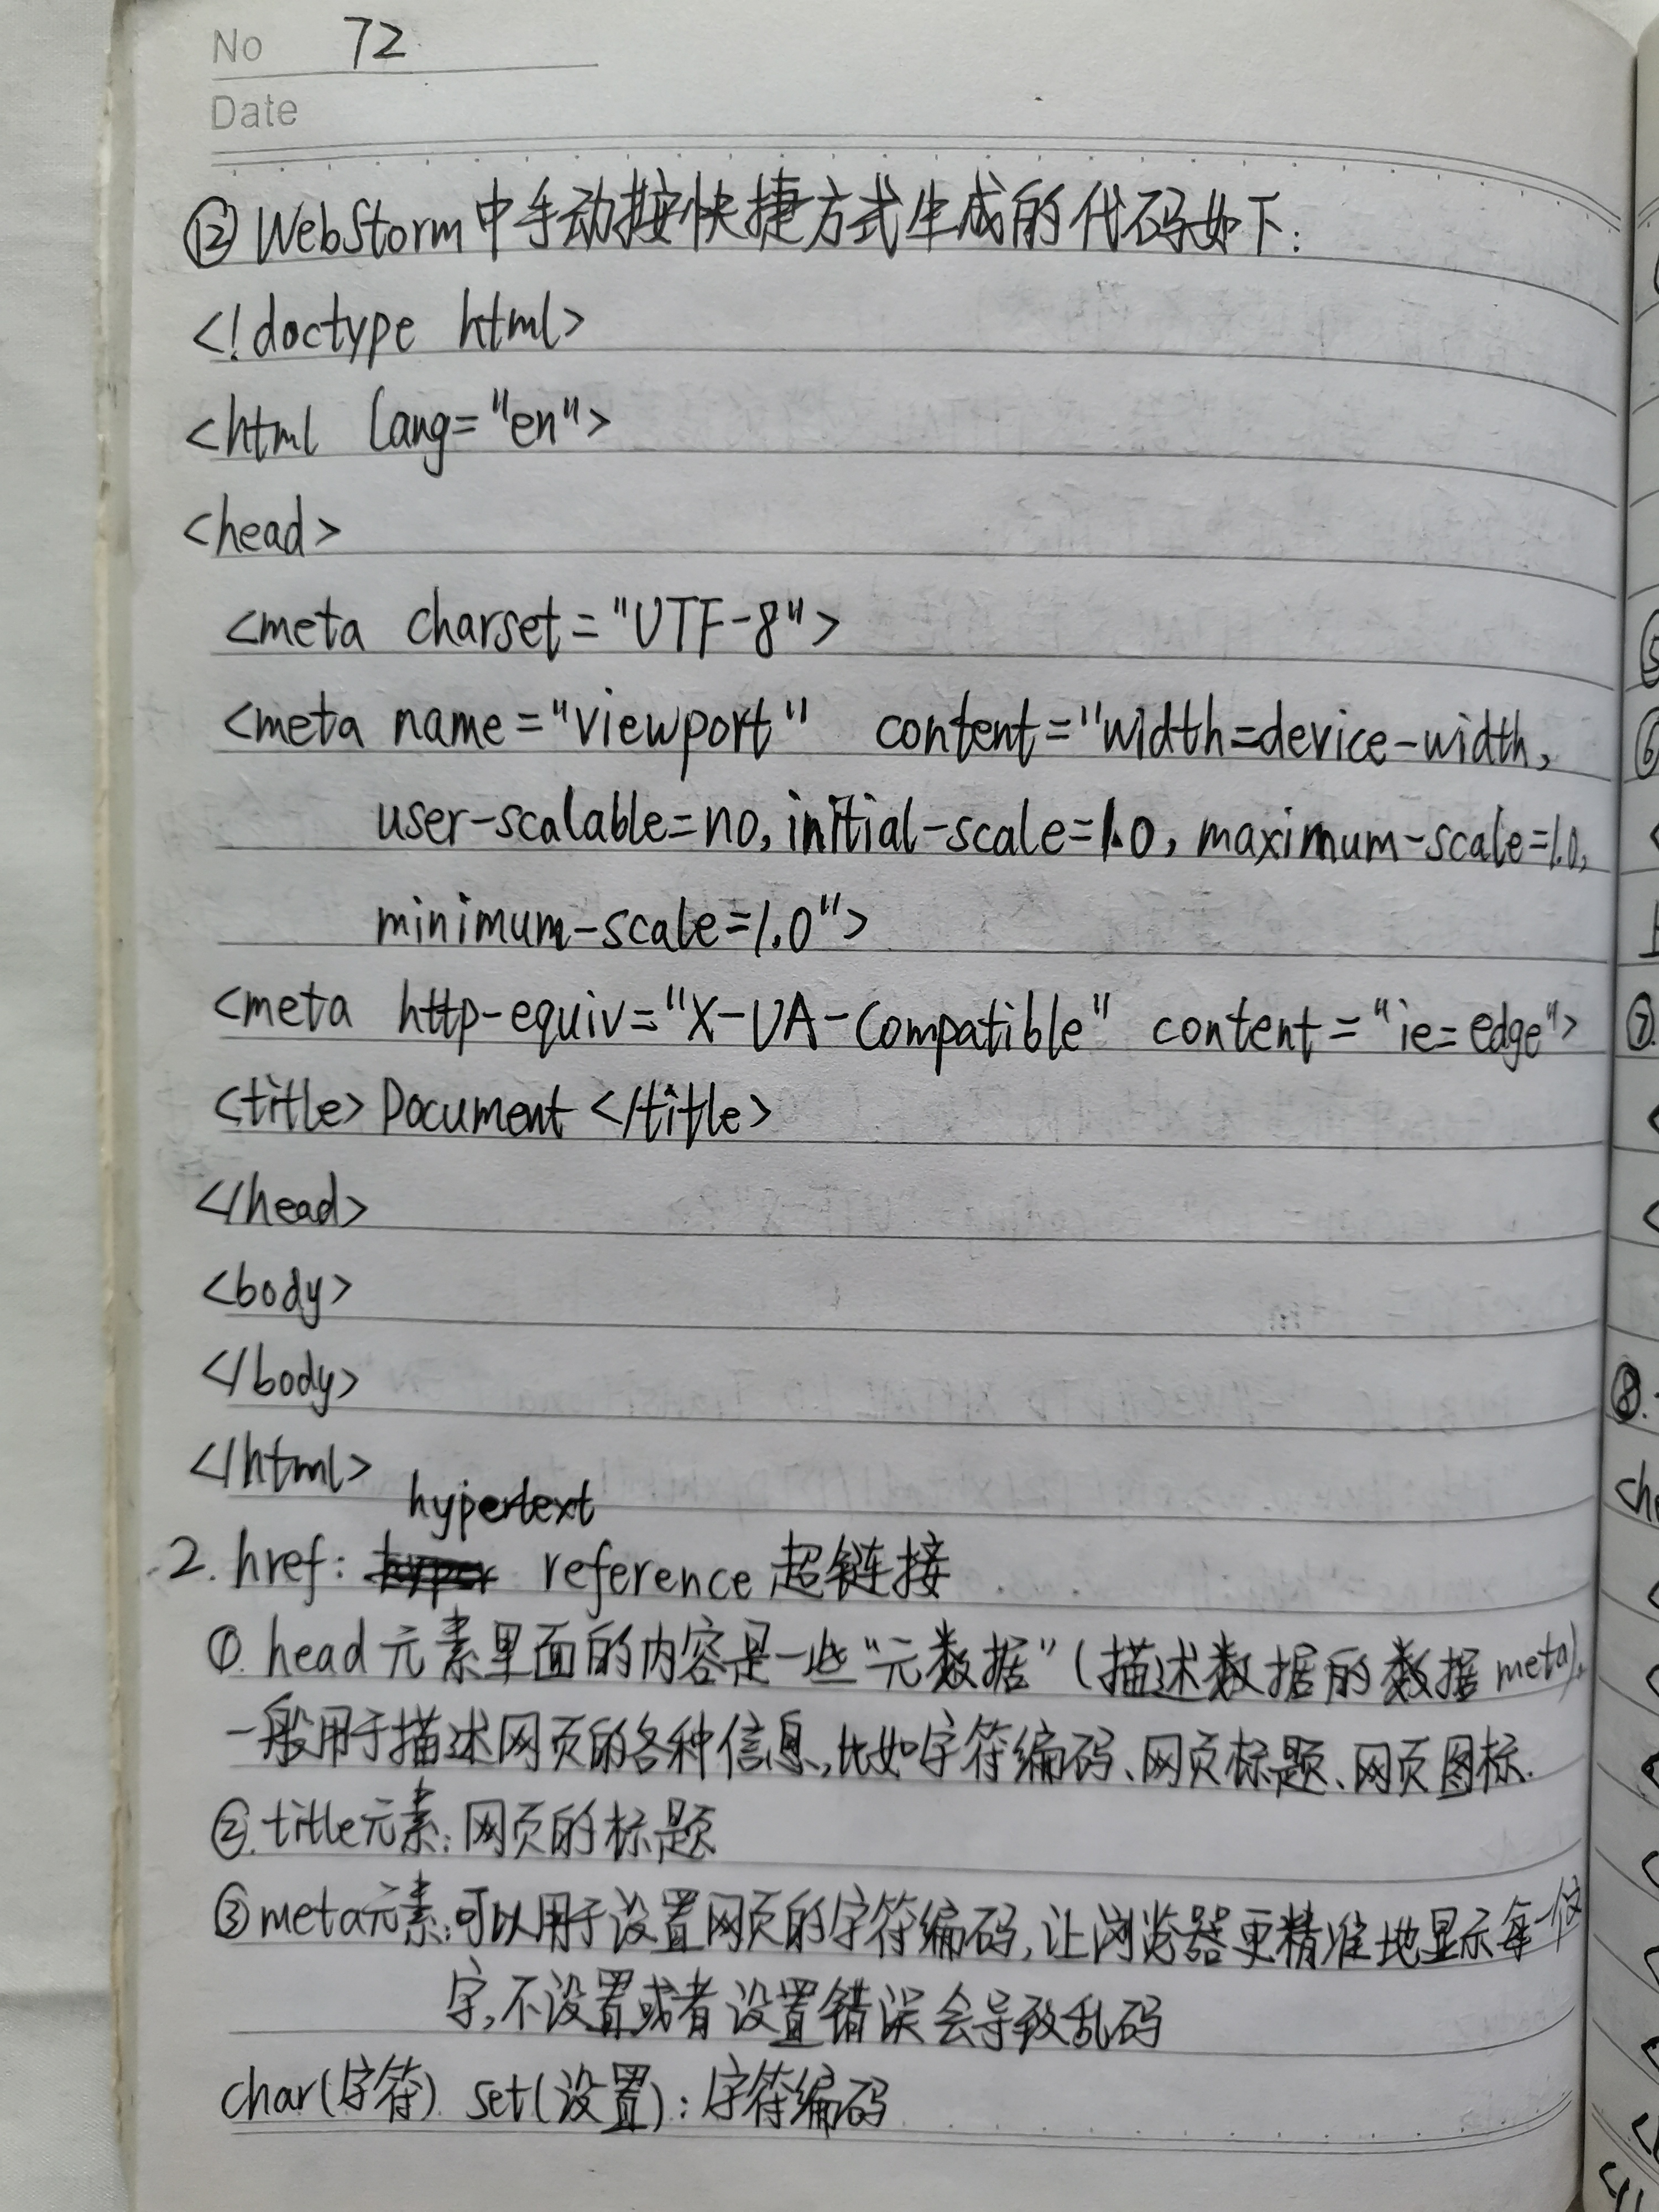 No 72
Date
⑫ WebStorm中手动按快捷方式生成的代码如下:
<!doctype html>
<html lang="en">
<head>
<meta charset="UTF-8">
<meta name="viewport" content="width=device-width,
user-scalable=no, initial-scale=1.0, maximum-scale=1.0,
minimum-scale=1.0">
<meta http-equiv="X-UA-Compatible" content="ie=edge">
<title>Document</title>
</head>
<body>
</body>
</html>
hypertext
2. href: reference 超链接
①. head元素里面的内容是一些“元数据”(描述数据的数据meta),
一般用于描述网页的各种信息,比如字符编码、网页标题、网页图标.
②. title元素:网页的标题
③ meta元素:可以用于设置网页的字符编码,让浏览器更精准地显示每一位
字,不设置或者设置错误会导致乱码
char(字符) set(设置):字符编码